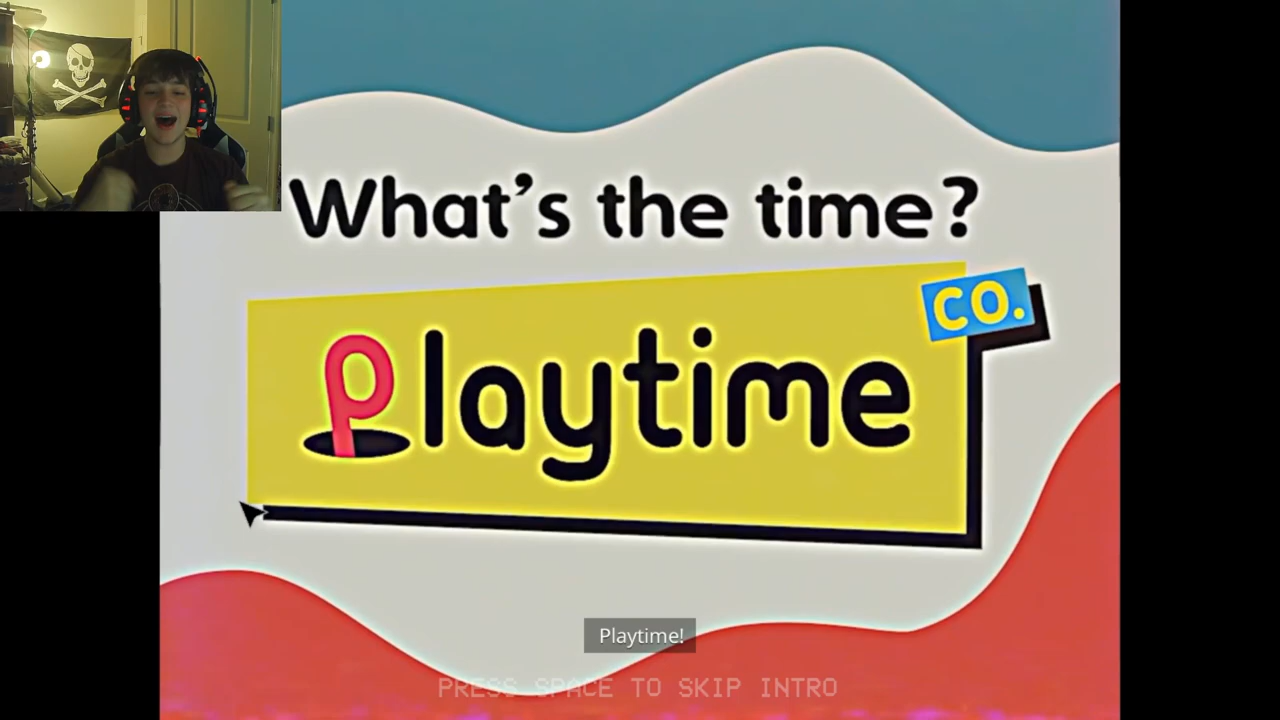 What's the time?
Playtime
CO.
Playtime!
PRESS SPACE TO SKIP INTRO